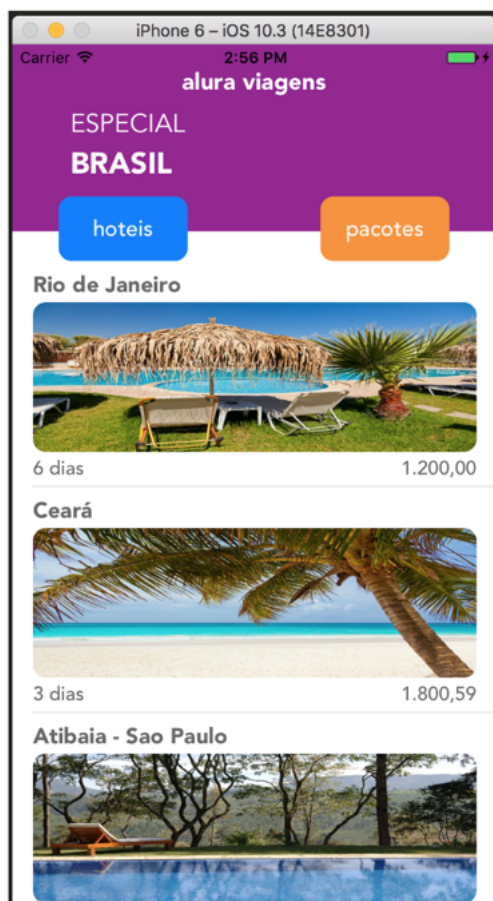 iPhone 6 – iOS 10.3 (14E8301)
Carrier 2:56 PM
alura viagens
ESPECIAL
BRASIL
hoteis pacotes
Rio de Janeiro
6 dias 1.200,00
Ceará
3 dias 1.800,59
Atibaia - Sao Paulo